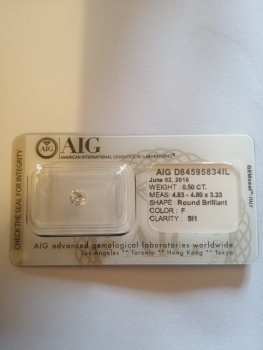 AIG
AMERICAN INTERNATIONAL GEMOLOGICAL LABORATORIES
CHECK THE SEAL FOR INTEGRITY
AIG D84595834IL
June 02, 2016
WEIGHT : 0.50 CT.
MEAS: 4.83 - 4.89 x 3.23
SHAPE: Round Brilliant
COLOR: F
CLARITY: SI1
ITALY
AIG advanced gemological laboratories worldwide
Los Angeles ** Toronto ** Hong Kong ** Tokyo